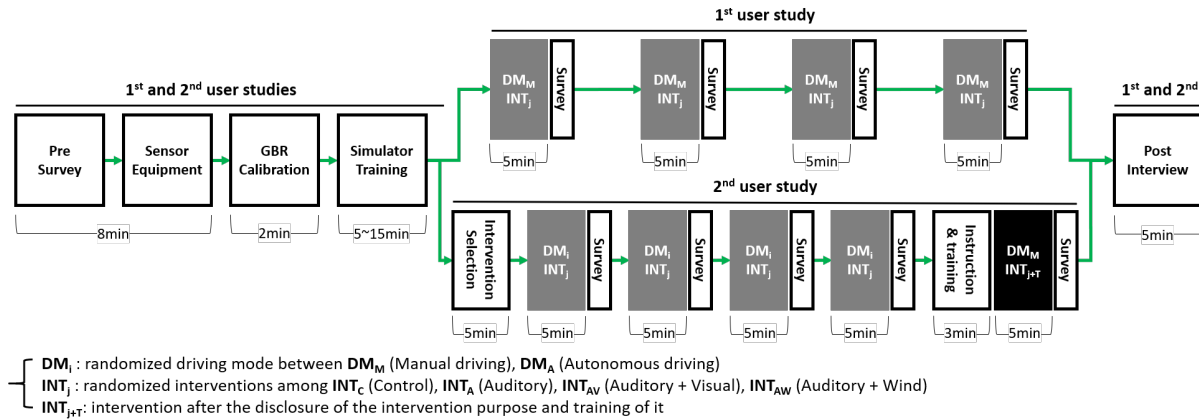 1st user study
1st and 2nd user studies
1st and 2nd
Pre
Survey
Sensor
Equipment
GBR
Calibration
Simulator
Training
DMM
INTj
Survey
DMM
INTj
Survey
DMM
INTj
Survey
DMM
INTj
Survey
Post
Interview
5min
5min
5min
5min
8min
2min
5~15min
5min
2nd user study
Intervention
Selection
DMi
INTj
Survey
DMi
INTj
Survey
DMi
INTj
Survey
DMi
INTj
Survey
Instruction
& training
DMM
INTj+T
Survey
5min
5min
5min
5min
5min
3min
5min
DMi : randomized driving mode between DMM (Manual driving), DMA (Autonomous driving)
INTj : randomized interventions among INTC (Control), INTA (Auditory), INTAV (Auditory + Visual), INTAW (Auditory + Wind)
INTj+T: intervention after the disclosure of the intervention purpose and training of it